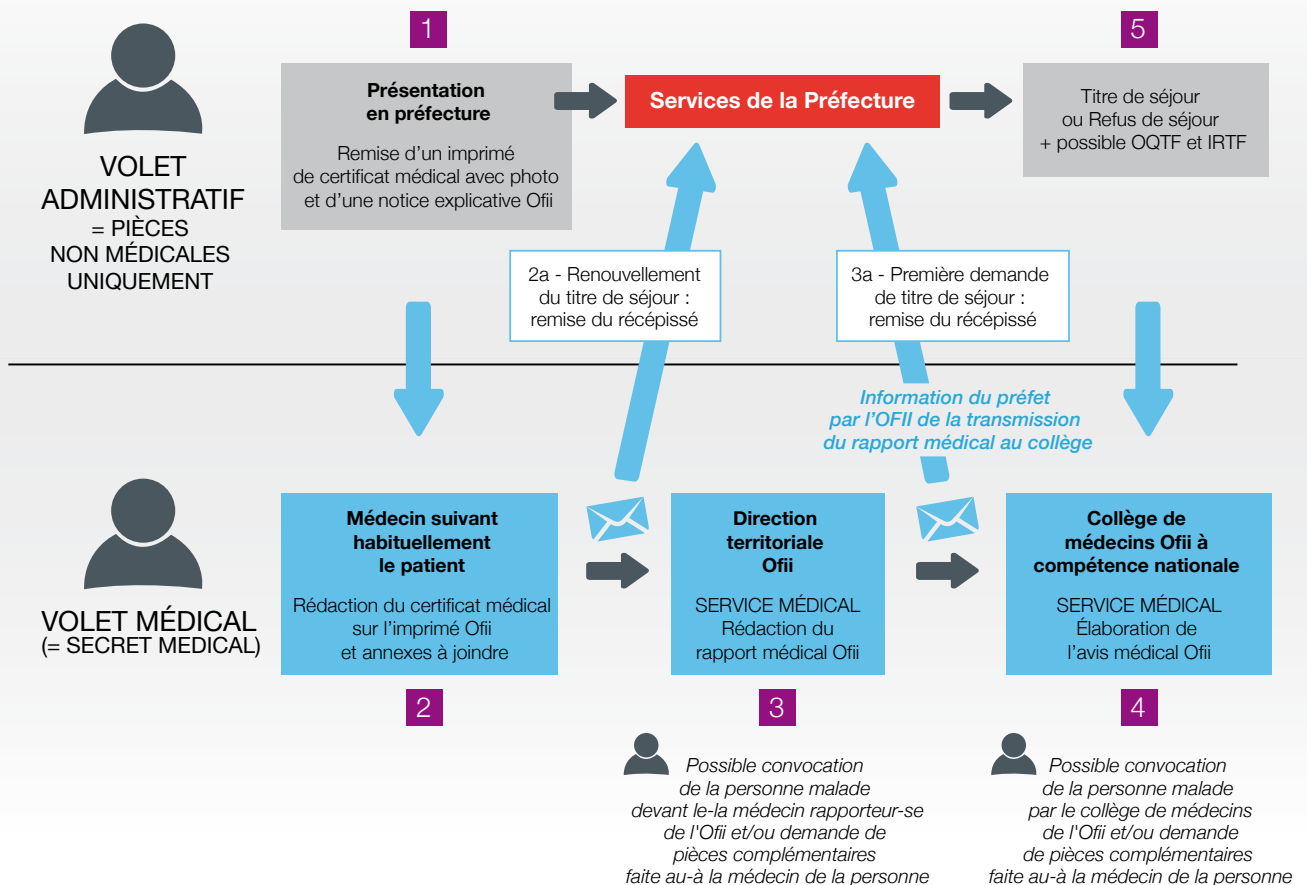 1
5
VOLET
ADMINISTRATIF
= PIÈCES
NON MÉDICALES
UNIQUEMENT
Présentation
en préfecture
Remise d'un imprimé
de certificat médical avec photo
et d'une notice explicative Ofii
Services de la Préfecture
Titre de séjour
ou Refus de séjour
+ possible OQTF et IRTF
2a - Renouvellement
du titre de séjour :
remise du récépissé
3a - Première demande
de titre de séjour :
remise du récépissé
Information du préfet
par l'OFII de la transmission
du rapport médical au collège
VOLET MÉDICAL
(= SECRET MEDICAL)
Médecin suivant
habituellement
le patient
Rédaction du certificat médical
sur l'imprimé Ofii
et annexes à joindre
Direction
territoriale
Ofii
SERVICE MÉDICAL
Rédaction du
rapport médical Ofii
Collège de
médecins Ofii à
compétence nationale
SERVICE MÉDICAL
Élaboration de
l'avis médical Ofii
2
3
4
Possible convocation
de la personne malade
devant le-la médecin rapporteur-se
de l'Ofii et/ou demande de
pièces complémentaires
faite au-à la médecin de la personne
Possible convocation
de la personne malade
par le collège de médecins
de l'Ofii et/ou demande
de pièces complémentaires
faite au-à la médecin de la personne